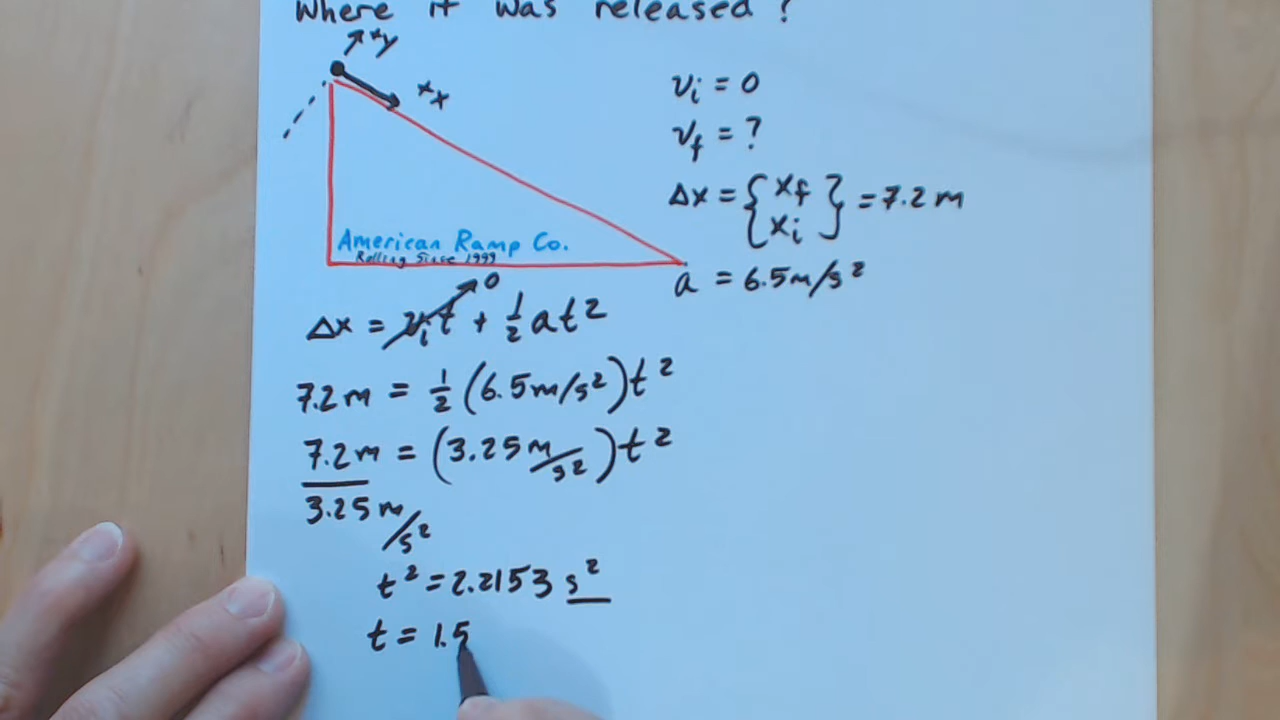 Where it was released?
xy
xx
vi = 0
vf = ?
Δx = {xf xi} = 7.2 m
American Ramp Co.
Rolling Since 1999
a = 6.5 m/s²
0
Δx = vit + 1/2 at²
7.2 m = 1/2 (6.5 m/s²) t²
7.2 m = (3.25 m/s²) t²
3.25 m/s²
t² = 2.2153 s²
t = 1.5